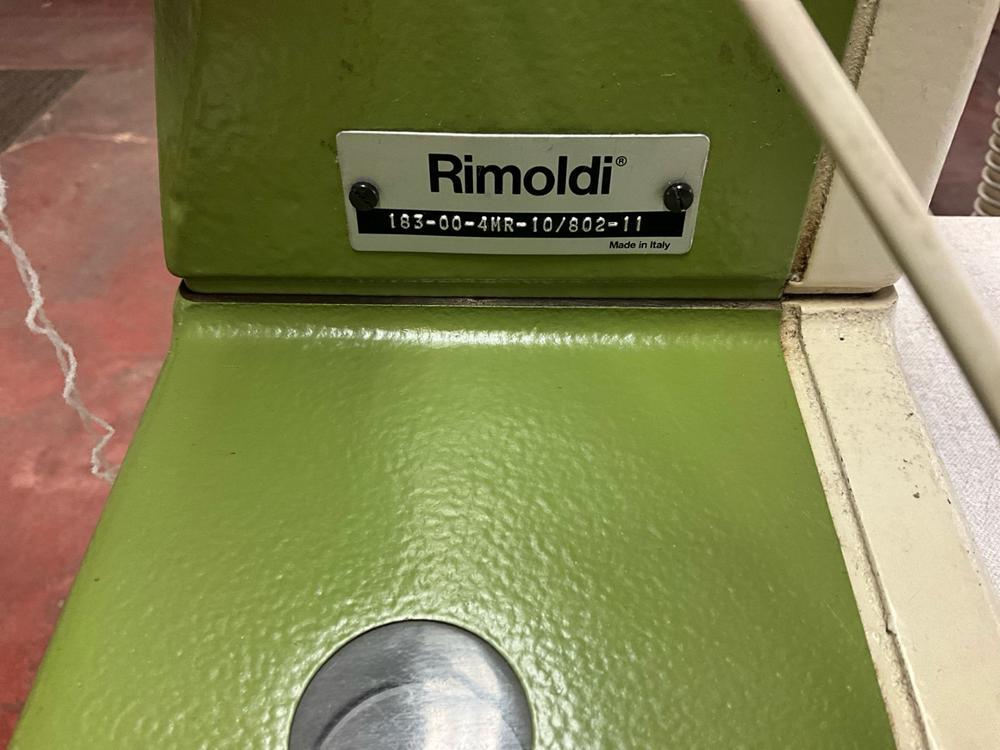 Rimoldi®
183-00-4MR-10/802-11
Made in Italy